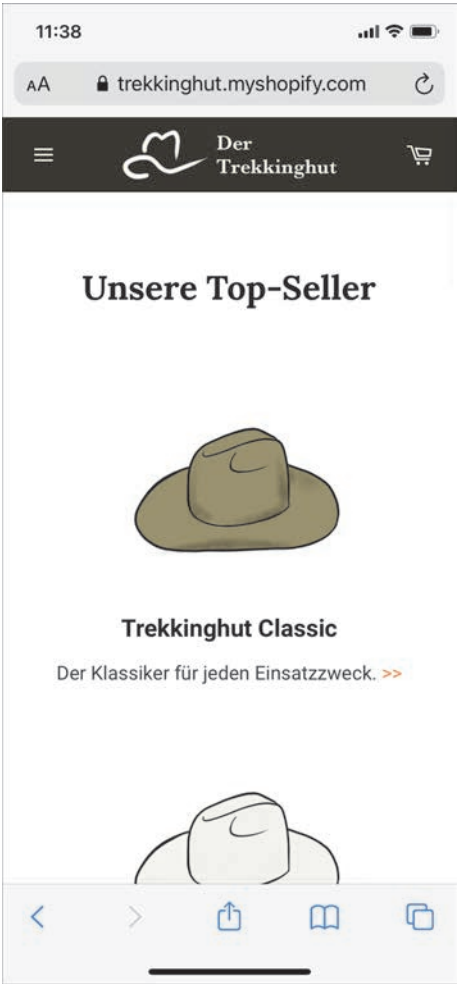 11:38
AA
trekkinghut.myshopify.com
Der
Trekkinghut
Unsere Top-Seller
Trekkinghut Classic
Der Klassiker für jeden Einsatzzweck. >>